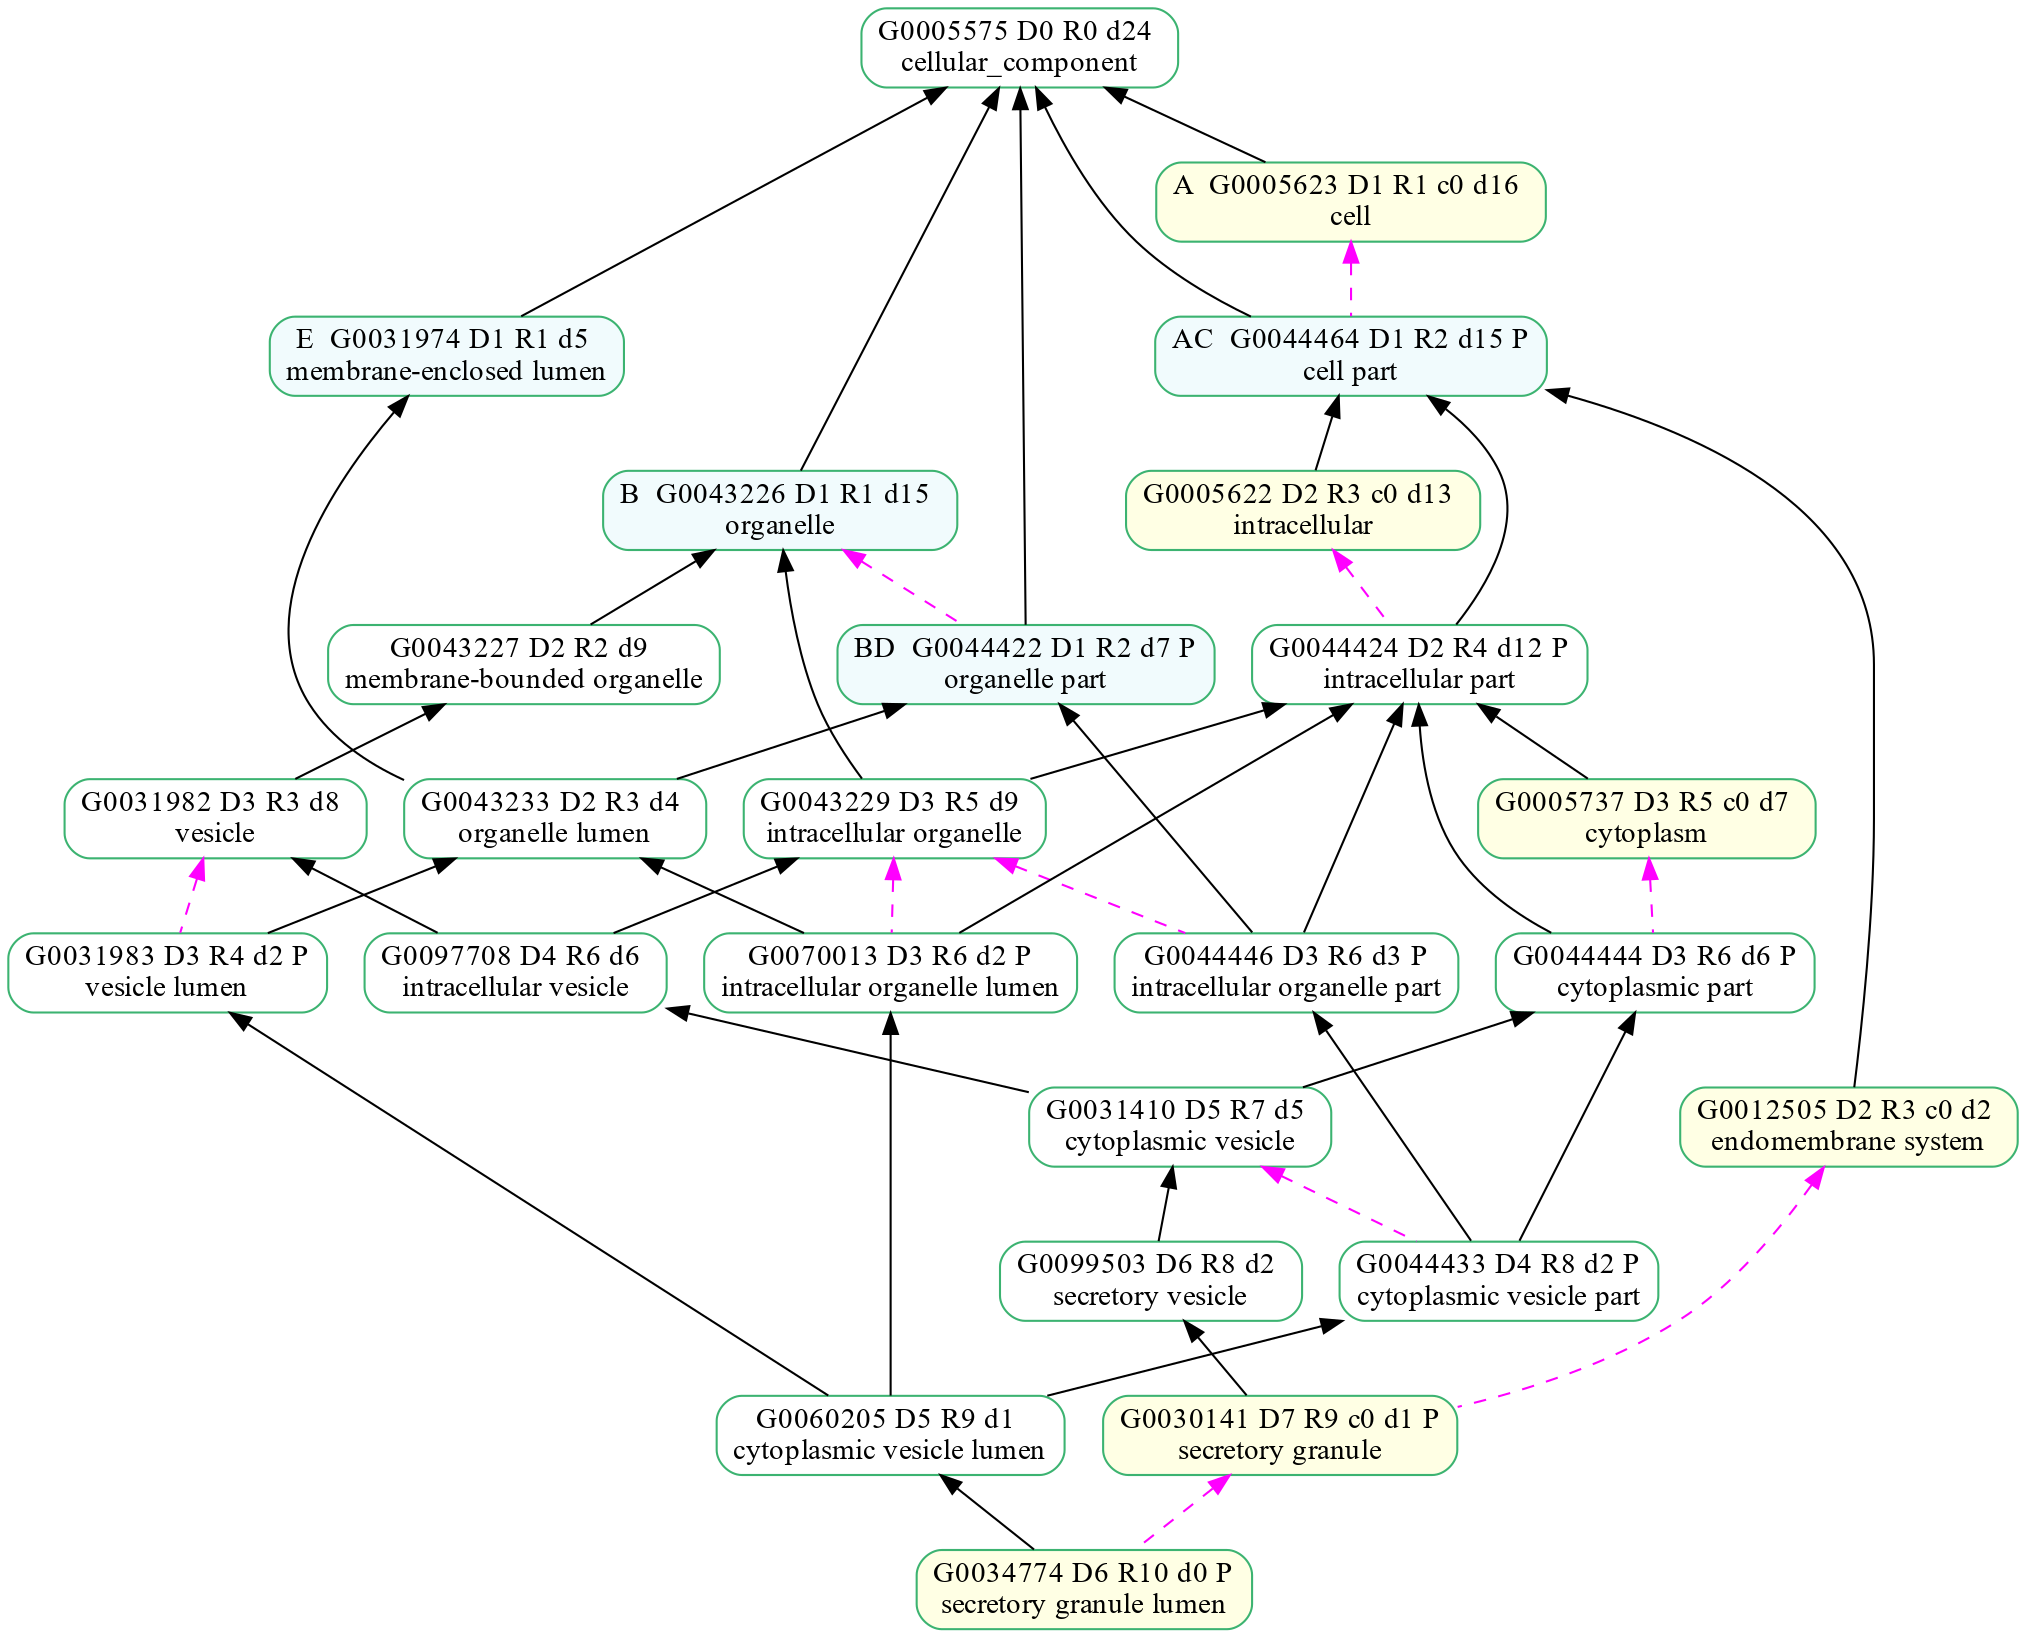 G0005575 D0 R0 d24
cellular_component
A  G0005623 D1 R1 c0 d16
cell
E  G0031974 D1 R1 d5
membrane-enclosed lumen
AC  G0044464 D1 R2 d15 P
cell part
B  G0043226 D1 R1 d15
organelle
G0005622 D2 R3 c0 d13
intracellular
G0043227 D2 R2 d9
membrane-bounded organelle
BD  G0044422 D1 R2 d7 P
organelle part
G0044424 D2 R4 d12 P
intracellular part
G0031982 D3 R3 d8
vesicle
G0043233 D2 R3 d4
organelle lumen
G0043229 D3 R5 d9
intracellular organelle
G0005737 D3 R5 c0 d7
cytoplasm
G0031983 D3 R4 d2 P
vesicle lumen
G0097708 D4 R6 d6
intracellular vesicle
G0070013 D3 R6 d2 P
intracellular organelle lumen
G0044446 D3 R6 d3 P
intracellular organelle part
G0044444 D3 R6 d6 P
cytoplasmic part
G0031410 D5 R7 d5
cytoplasmic vesicle
G0012505 D2 R3 c0 d2
endomembrane system
G0099503 D6 R8 d2
secretory vesicle
G0044433 D4 R8 d2 P
cytoplasmic vesicle part
G0060205 D5 R9 d1
cytoplasmic vesicle lumen
G0030141 D7 R9 c0 d1 P
secretory granule
G0034774 D6 R10 d0 P
secretory granule lumen